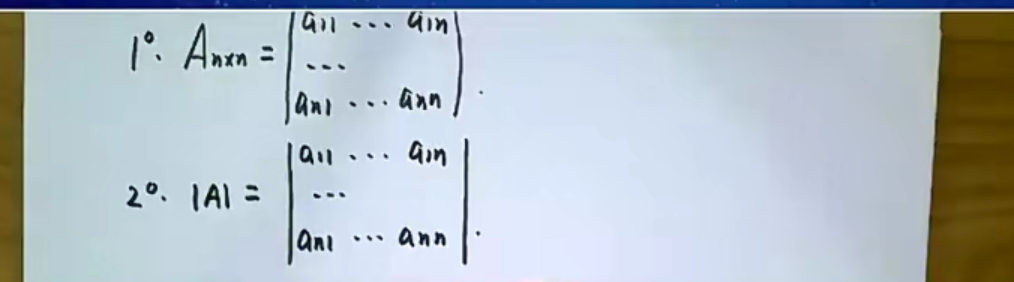 1°. Aₙₓₙ = (a₁₁ ... a₁ₙ
...
aₙ₁ ... aₙₙ).
2°. |A| = |a₁₁ ... a₁ₙ
...
aₙ₁ ... aₙₙ|.